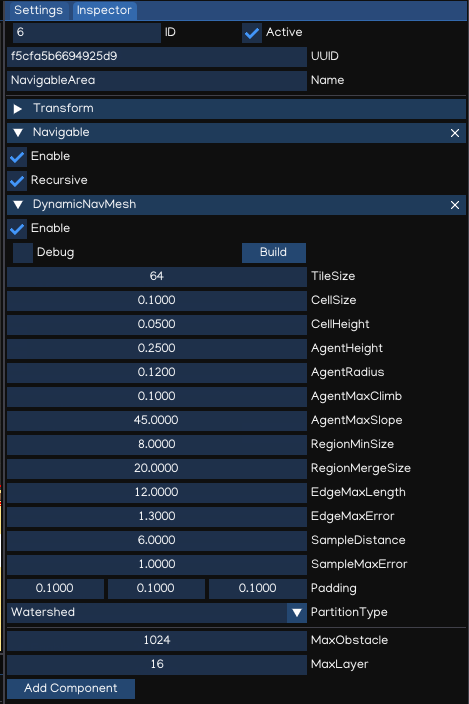 Settings Inspector
6 ID Active
f5cfa5b6694925d9 UUID
NavigableArea Name
Transform
Navigable
Enable
Recursive
DynamicNavMesh
Enable
Debug Build
64 TileSize
0.1000 CellSize
0.0500 CellHeight
0.2500 AgentHeight
0.1200 AgentRadius
0.1000 AgentMaxClimb
45.0000 AgentMaxSlope
8.0000 RegionMinSize
20.0000 RegionMergeSize
12.0000 EdgeMaxLength
1.3000 EdgeMaxError
6.0000 SampleDistance
1.0000 SampleMaxError
0.1000 0.1000 0.1000 Padding
Watershed PartitionType
1024 MaxObstacle
16 MaxLayer
Add Component